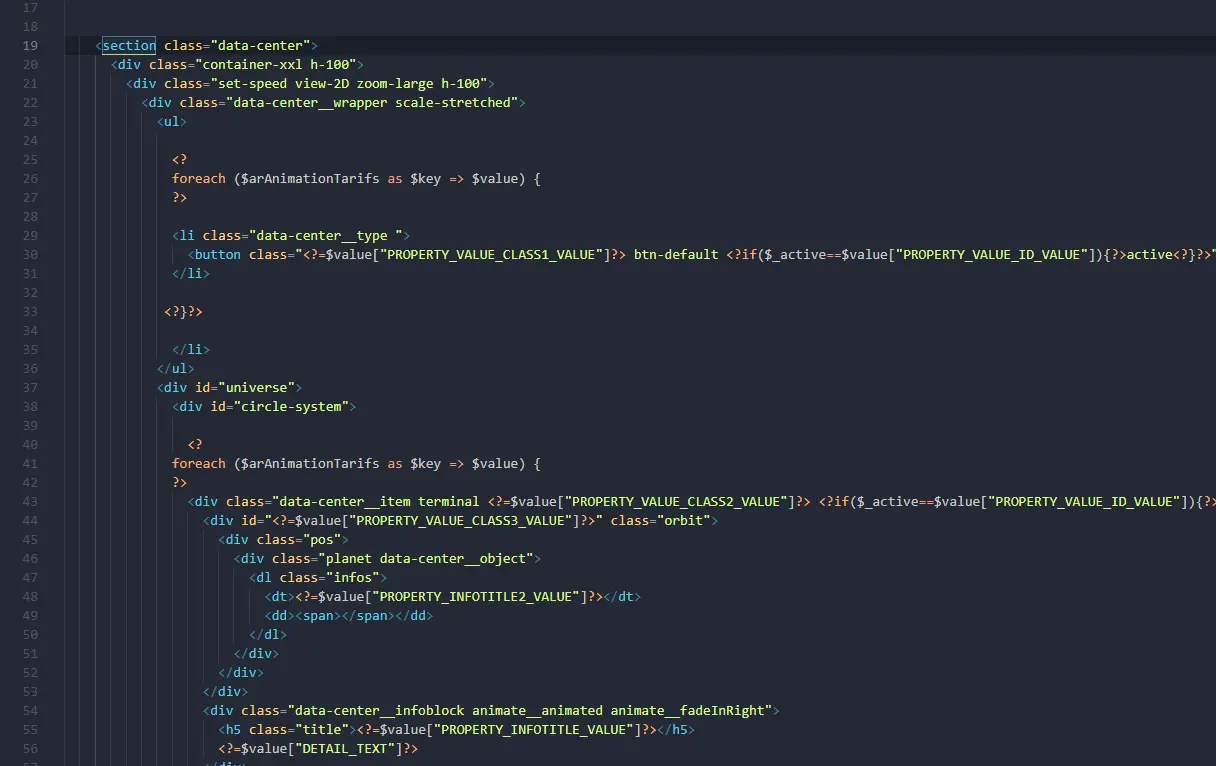 17
18
19 <section class="data-center">
20 <div class="container-xxl h-100">
21 <div class="set-speed view-2D zoom-large h-100">
22 <div class="data-center__wrapper scale-stretched">
23 <ul>
24
25 <?
26 foreach ($arAnimationTarifs as $key => $value) {
27 ?>
28
29 <li class="data-center__type ">
30 <button class="<?=$value["PROPERTY_VALUE_CLASS1_VALUE"]?> btn-default <?if($_active==$value["PROPERTY_VALUE_ID_VALUE"]){?>active<?}?>"
31 </li>
32
33 <?}?>
34
35 </li>
36 </ul>
37 <div id="universe">
38 <div id="circle-system">
39
40 <?
41 foreach ($arAnimationTarifs as $key => $value) {
42 ?>
43 <div class="data-center__item terminal <?=$value["PROPERTY_VALUE_CLASS2_VALUE"]?> <?if($_active==$value["PROPERTY_VALUE_ID_VALUE"]){?>
44 <div id="<?=$value["PROPERTY_VALUE_CLASS3_VALUE"]?>" class="orbit">
45 <div class="pos">
46 <div class="planet data-center__object">
47 <dl class="infos">
48 <dt><?=$value["PROPERTY_INFOTITLE2_VALUE"]?></dt>
49 <dd><span></span></dd>
50 </dl>
51 </div>
52 </div>
53 </div>
54 <div class="data-center__infoblock animate__animated animate__fadeInRight">
55 <h5 class="title"><?=$value["PROPERTY_INFOTITLE_VALUE"]?></h5>
56 <?=$value["DETAIL_TEXT"]?>
57 </div>